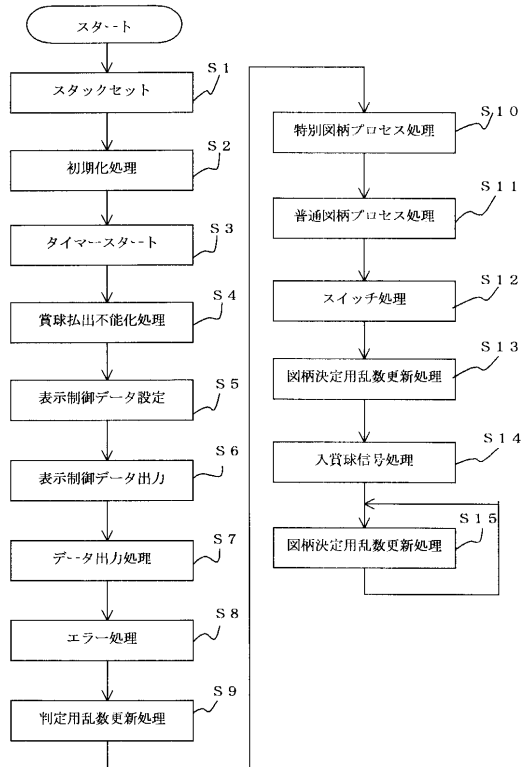 スタート
S1
スタックセット
S2
初期化処理
S3
タイマースタート
S4
賞球払出不能化処理
S5
表示制御データ設定
S6
表示制御データ出力
S7
データ出力処理
S8
エラー処理
S9
判定用乱数更新処理
S10
特別図柄プロセス処理
S11
普通図柄プロセス処理
S12
スイッチ処理
S13
図柄決定用乱数更新処理
S14
入賞球信号処理
S15
図柄決定用乱数更新処理